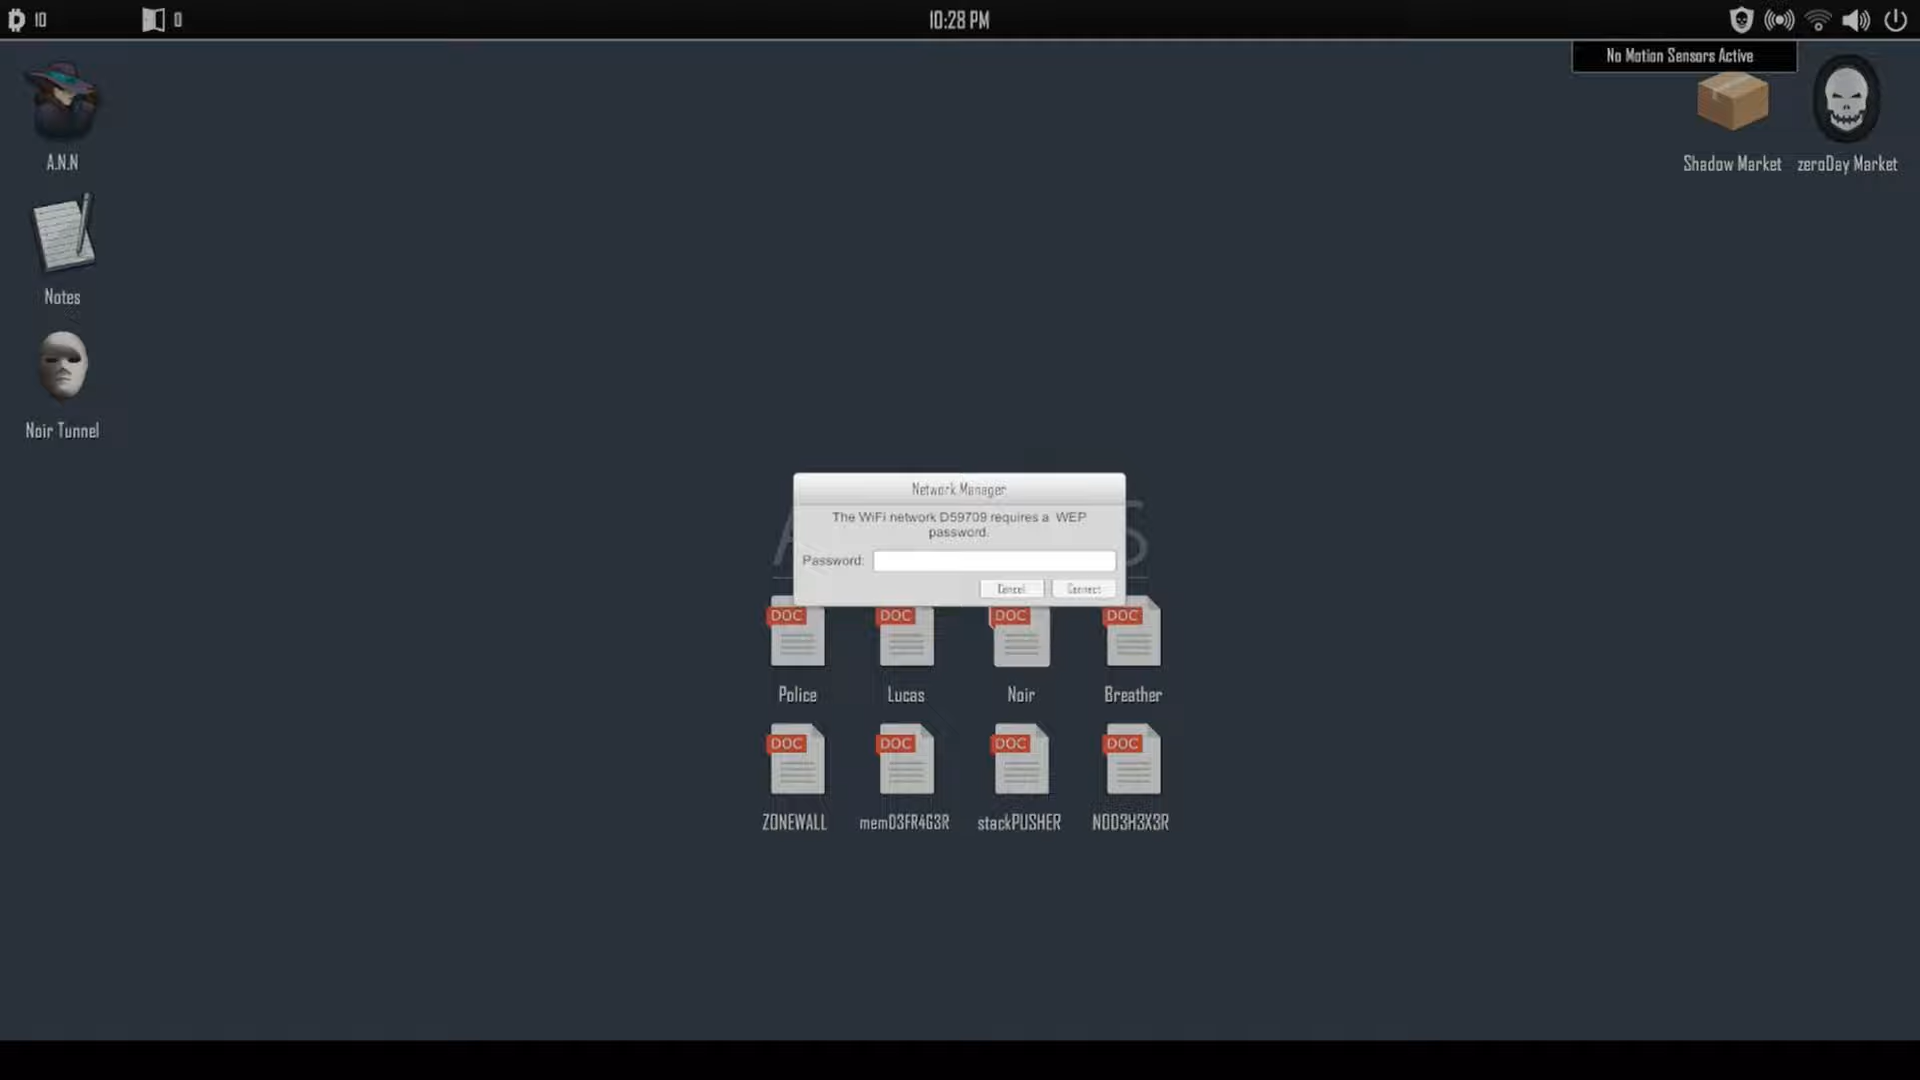 10
0
10:28 PM
No Motion Sensors Active
A.N.N
Notes
Noir Tunnel
Shadow Market
zeroDay Market
Network Manager
The WiFi network D59709 requires a WEP
password.
Password:
Cancel
Connect
A
S
DOC
DOC
DOC
DOC
Police
Lucas
Noir
Breather
DOC
DOC
DOC
DOC
ZONEWALL
memD3FR4G3R
stackPUSHER
NODD3H3X3R